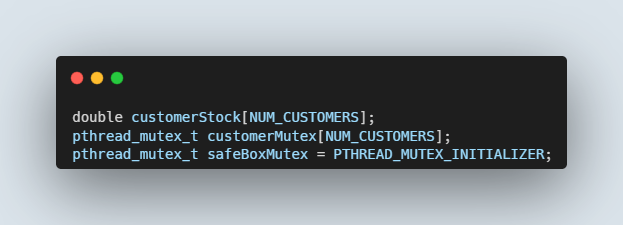 double customerStock[NUM_CUSTOMERS];
pthread_mutex_t customerMutex[NUM_CUSTOMERS];
pthread_mutex_t safeBoxMutex = PTHREAD_MUTEX_INITIALIZER;